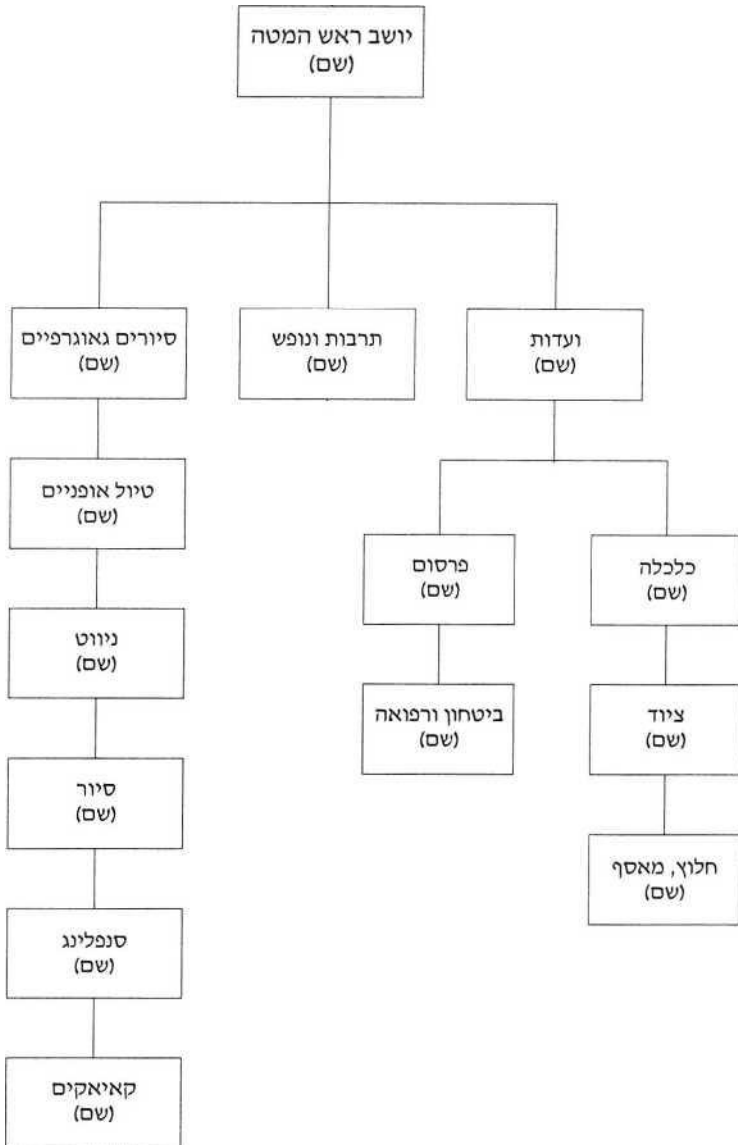 יושב ראש המטה
(שם)
ועדות
(שם)
תרבות ונופש
(שם)
סיורים גאוגרפיים
(שם)
כלכלה
(שם)
פרסום
(שם)
טיול אופניים
(שם)
ציוד
(שם)
ביטחון ורפואה
(שם)
ניווט
(שם)
חלוץ, מאסף
(שם)
סיור
(שם)
סנפלינג
(שם)
קאיאקים
(שם)